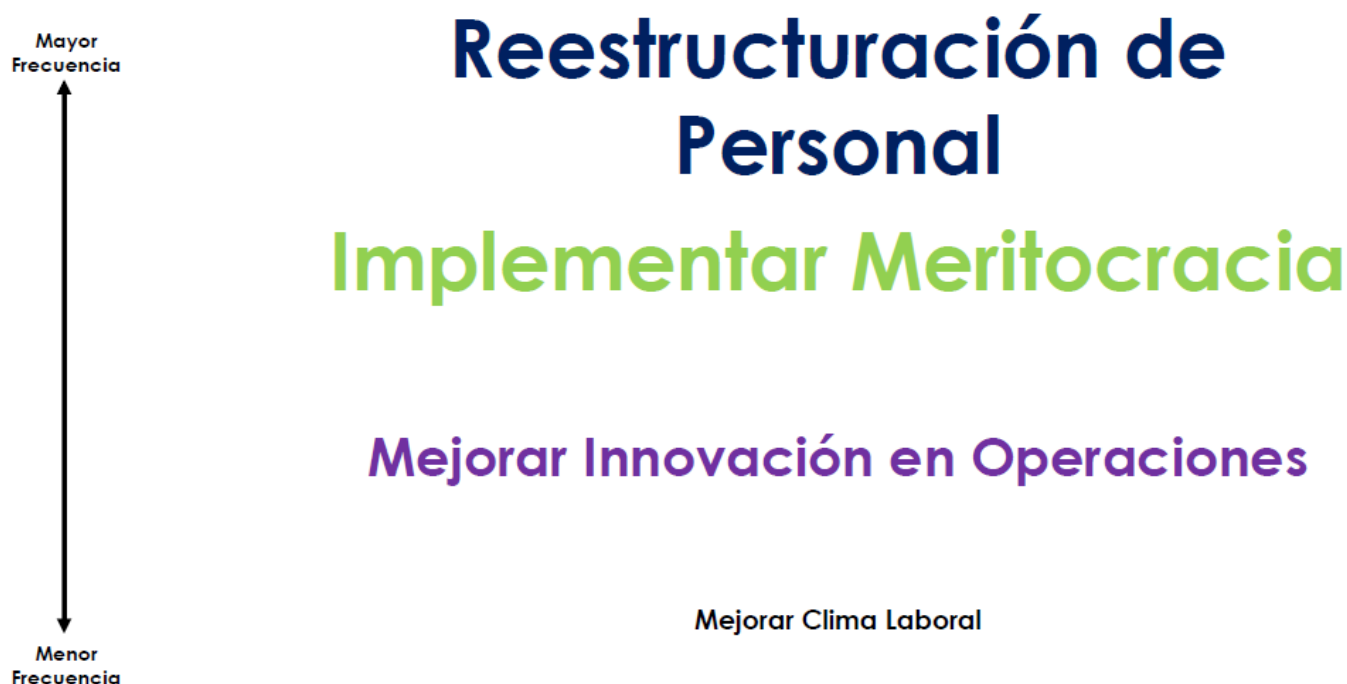 Mayor
Frecuencia
Reestructuración de
Personal
Implementar Meritocracia
Mejorar Innovación en Operaciones
Mejorar Clima Laboral
Menor
Frecuencia